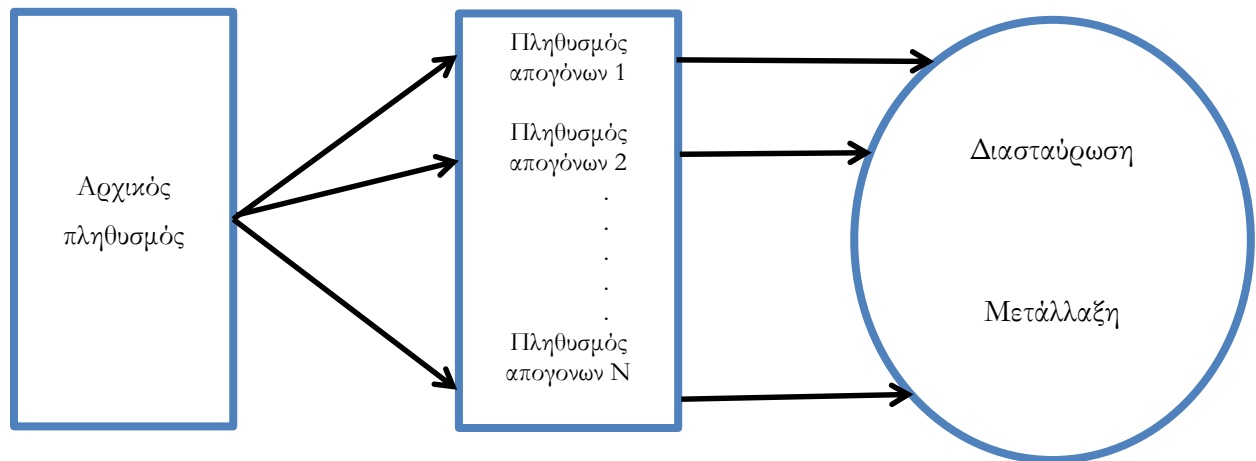 Αρχικός
πληθυσμός
Πληθυσμός
απογόνων 1
Πληθυσμός
απογόνων 2
.
.
.
.
.
Πληθυσμός
απογονων Ν
Διασταύρωση
Μετάλλαξη